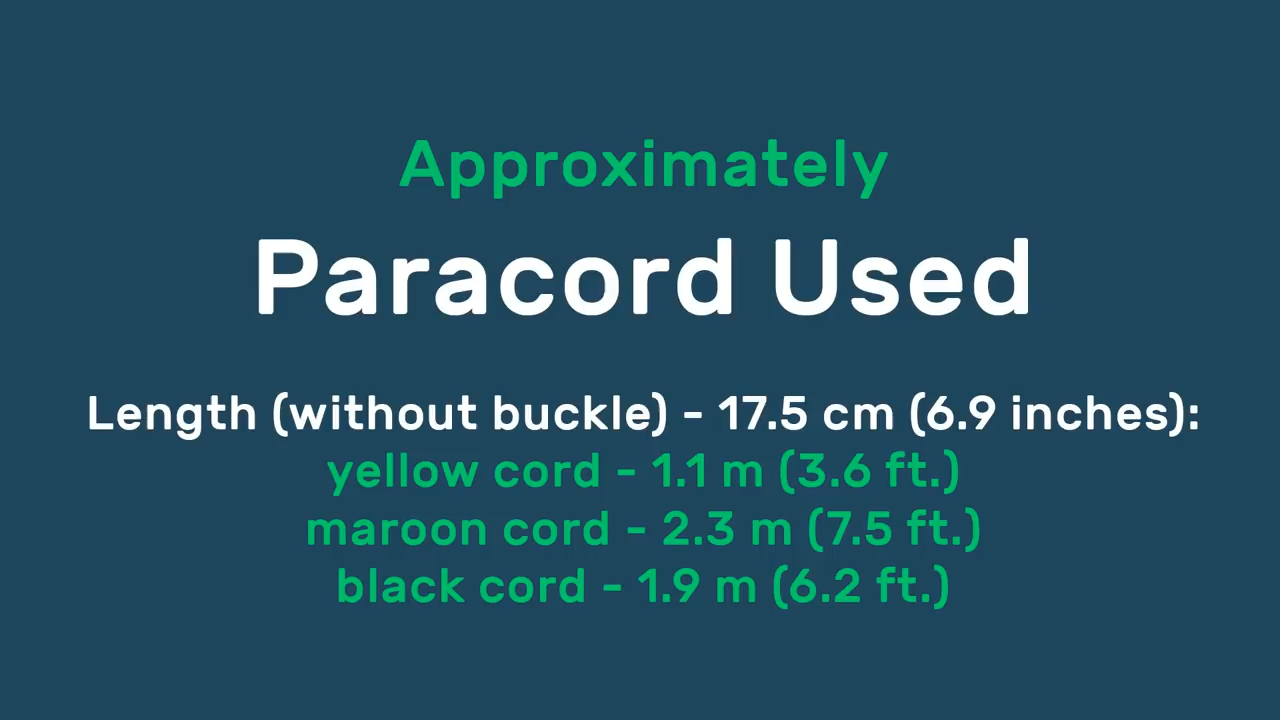 Approximately
Paracord Used
Length (without buckle) - 17.5 cm (6.9 inches):
yellow cord - 1.1 m (3.6 ft.)
maroon cord - 2.3 m (7.5 ft.)
black cord - 1.9 m (6.2 ft.)